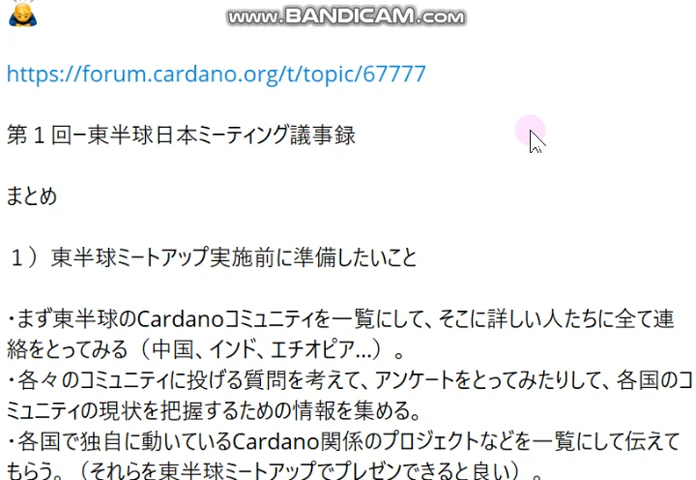 www.BANDICAM.com
https://forum.cardano.org/t/topic/67777
第１回ー東半球日本ミーティング議事録
まとめ
１）東半球ミートアップ実施前に準備したいこと
・まず東半球のCardanoコミュニティを一覧にして、そこに詳しい人たちに全て連
絡をとってみる（中国、インド、エチオピア...）。
・各々のコミュニティに投げる質問を考えて、アンケートをとってみたりして、各国のコ
ミュニティの現状を把握するための情報を集める。
・各国で独自に動いているCardano関係のプロジェクトなどを一覧にして伝えて
もらう。（それらを東半球ミートアップでプレゼンできると良い）。